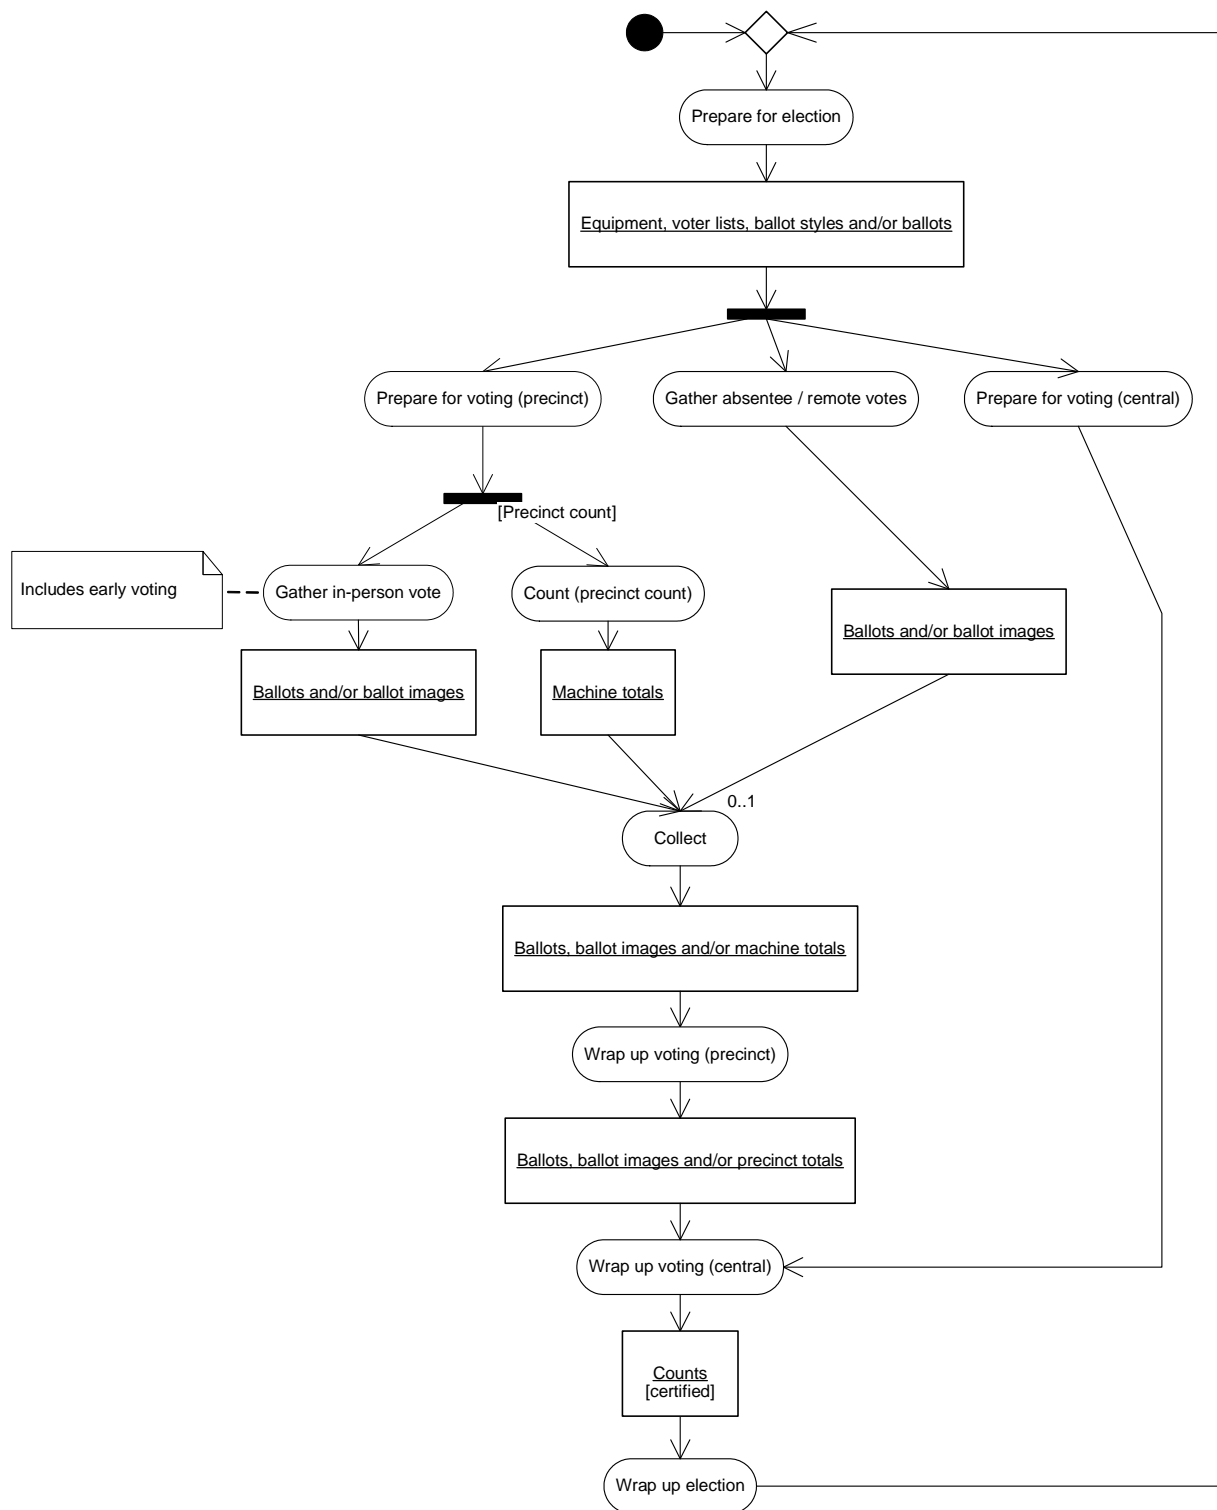 Prepare for election
Equipment, voter lists, ballot styles and/or ballots
Prepare for voting (precinct)
Gather absentee / remote votes
Prepare for voting (central)
[Precinct count]
Includes early voting
Gather in-person vote
Count (precinct count)
Ballots and/or ballot images
Ballots and/or ballot images
Machine totals
0..1
Collect
Ballots, ballot images and/or machine totals
Wrap up voting (precinct)
Ballots, ballot images and/or precinct totals
Wrap up voting (central)
Counts
[certified]
Wrap up election